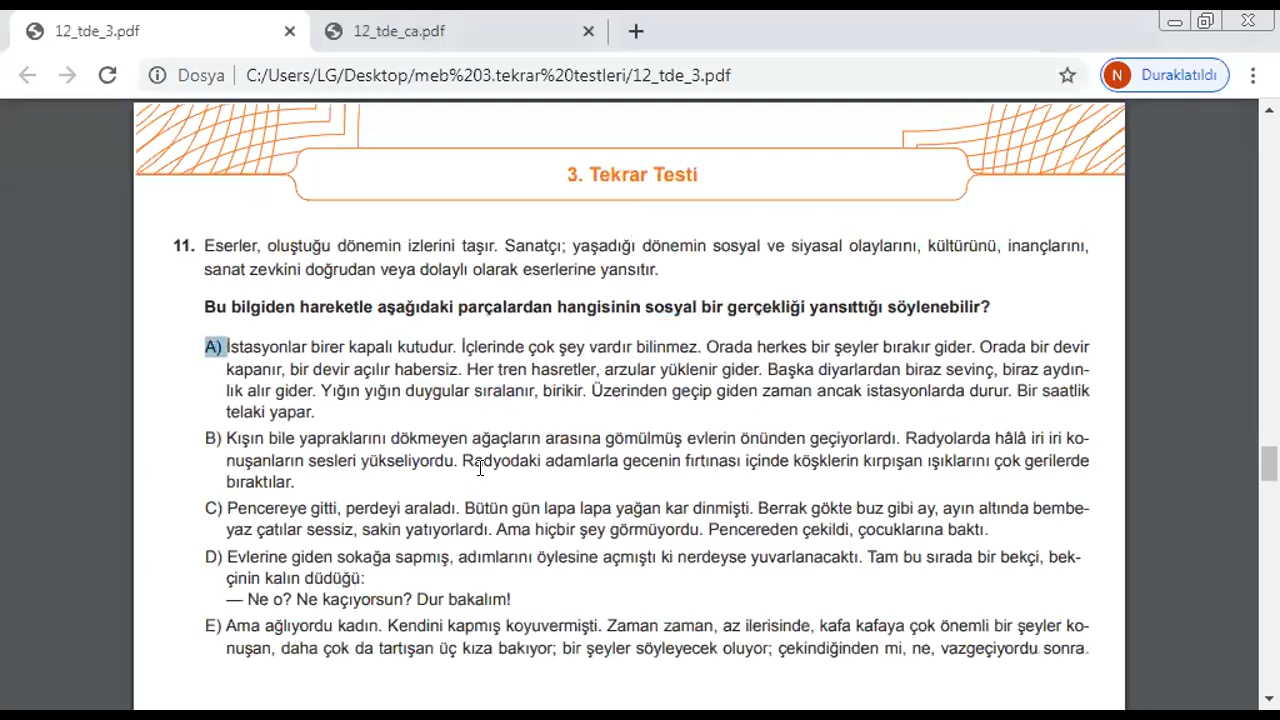 12_tde_3.pdf
12_tde_ca.pdf
Dosya
C:/Users/LG/Desktop/meb%203.tekrar%20testleri/12_tde_3.pdf
N
Duraklatıldı
3. Tekrar Testi
11. Eserler, oluştuğu dönemin izlerini taşır. Sanatçı; yaşadığı dönemin sosyal ve siyasal olaylarını, kültürünü, inançlarını,
sanat zevkini doğrudan veya dolaylı olarak eserlerine yansıtır.
Bu bilgiden hareketle aşağıdaki parçalardan hangisinin sosyal bir gerçekliği yansıttığı söylenebilir?
A) İstasyonlar birer kapalı kutudur. İçlerinde çok şey vardır bilinmez. Orada herkes bir şeyler bırakır gider. Orada bir devir
kapanır, bir devir açılır habersiz. Her tren hasretler, arzular yüklenir gider. Başka diyarlardan biraz sevinç, biraz aydın-
lık alır gider. Yığın yığın duygular sıralanır, birikir. Üzerinden geçip giden zaman ancak istasyonlarda durur. Bir saatlik
telaki yapar.
B) Kışın bile yapraklarını dökmeyen ağaçların arasına gömülmüş evlerin önünden geçiyorlardı. Radyolarda hâlâ iri iri ko-
nuşanların sesleri yükseliyordu. Radyodaki adamlarla gecenin fırtınası içinde köşklerin kırpışan ışıklarını çok gerilerde
bıraktılar.
C) Pencereye gitti, perdeyi araladı. Bütün gün lapa lapa yağan kar dinmişti. Berrak gökte buz gibi ay, ayın altında bembe-
yaz çatılar sessiz, sakin yatıyorlardı. Ama hiçbir şey görmüyordu. Pencereden çekildi, çocuklarına baktı.
D) Evlerine giden sokağa sapmış, adımlarını öylesine açmıştı ki nerdeyse yuvarlanacaktı. Tam bu sırada bir bekçi, bek-
çinin kalın düdüğü:
— Ne o? Ne kaçıyorsun? Dur bakalım!
E) Ama ağlıyordu kadın. Kendini kapmış koyuvermişti. Zaman zaman, az ilerisinde, kafa kafaya çok önemli bir şeyler ko-
nuşan, daha çok da tartışan üç kıza bakıyor; bir şeyler söyleyecek oluyor; çekindiğinden mi, ne, vazgeçiyordu sonra.